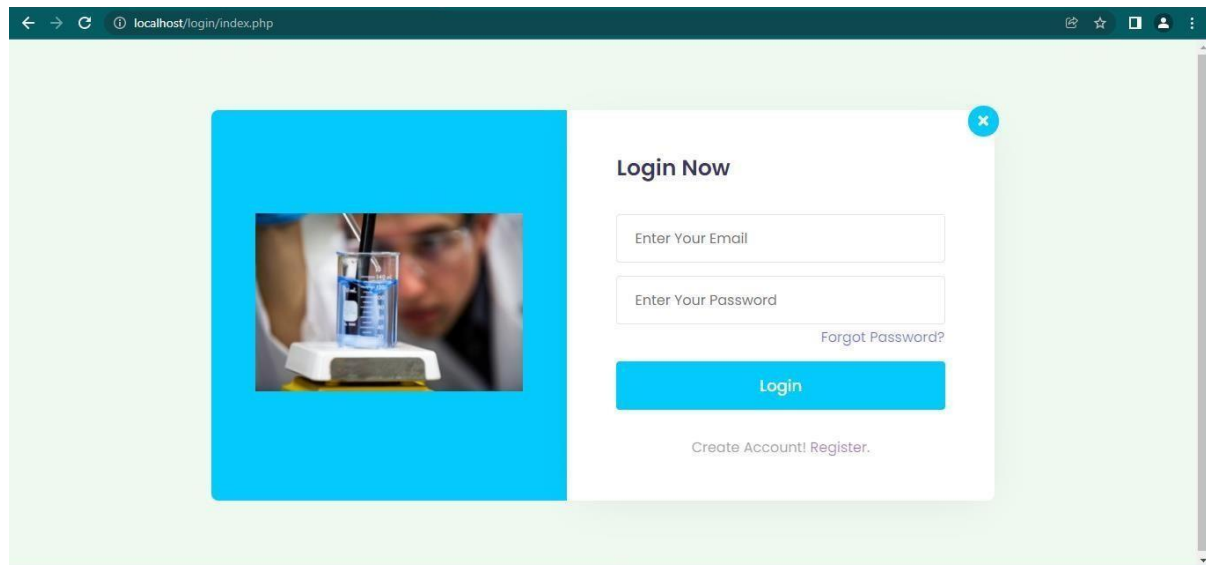 localhost/login/index.php
Login Now
Enter Your Email
Enter Your Password
Forgot Password?
Login
Create Account! Register.